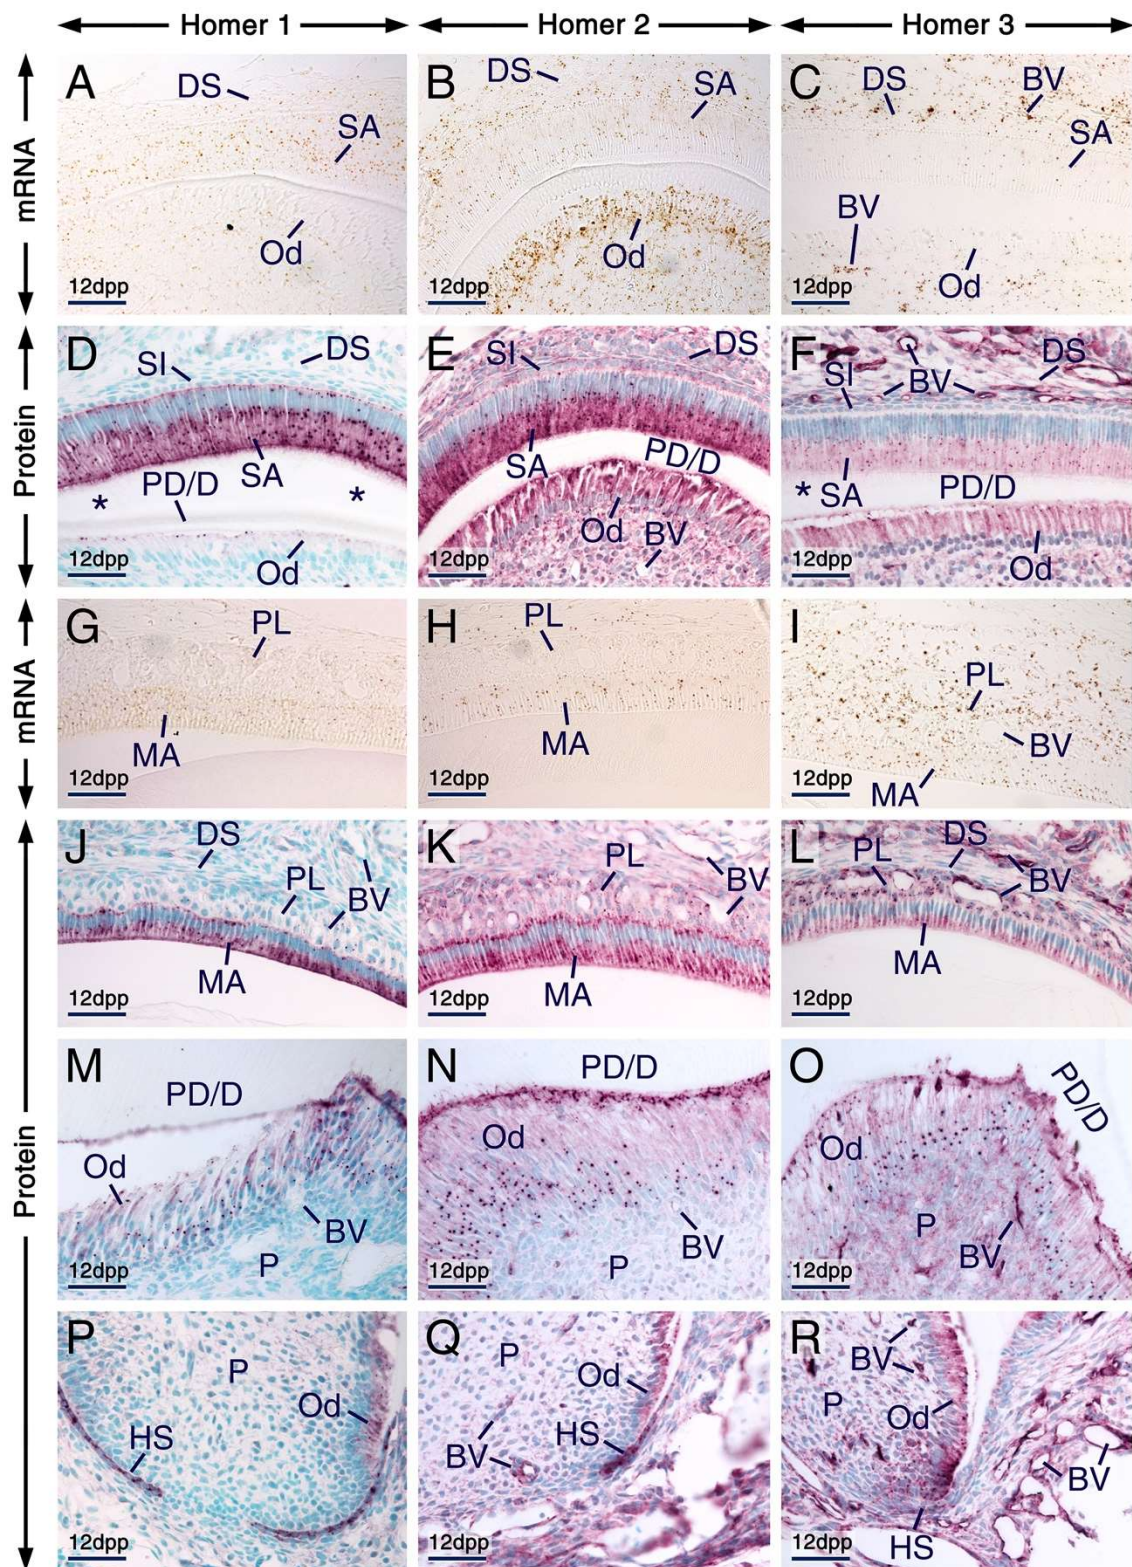 Homer 1 Homer 2 Homer 3
mRNA
A DS SA Od 12dpp
B DS SA Od 12dpp
C DS BV SA BV Od 12dpp
Protein
D SI DS SA PD/D * * Od 12dpp
E SI DS SA PD/D Od BV 12dpp
F BV DS SI BV * SA PD/D Od 12dpp
mRNA
G PL MA 12dpp
H PL MA 12dpp
I PL BV MA 12dpp
Protein
J DS BV PL BV MA 12dpp
K PL BV MA 12dpp
L DS PL BV MA 12dpp
M PD/D Od BV P 12dpp
N PD/D Od BV P 12dpp
O PD/D Od P BV 12dpp
P P Od HS 12dpp
Q P Od HS BV 12dpp
R BV P Od BV HS 12dpp